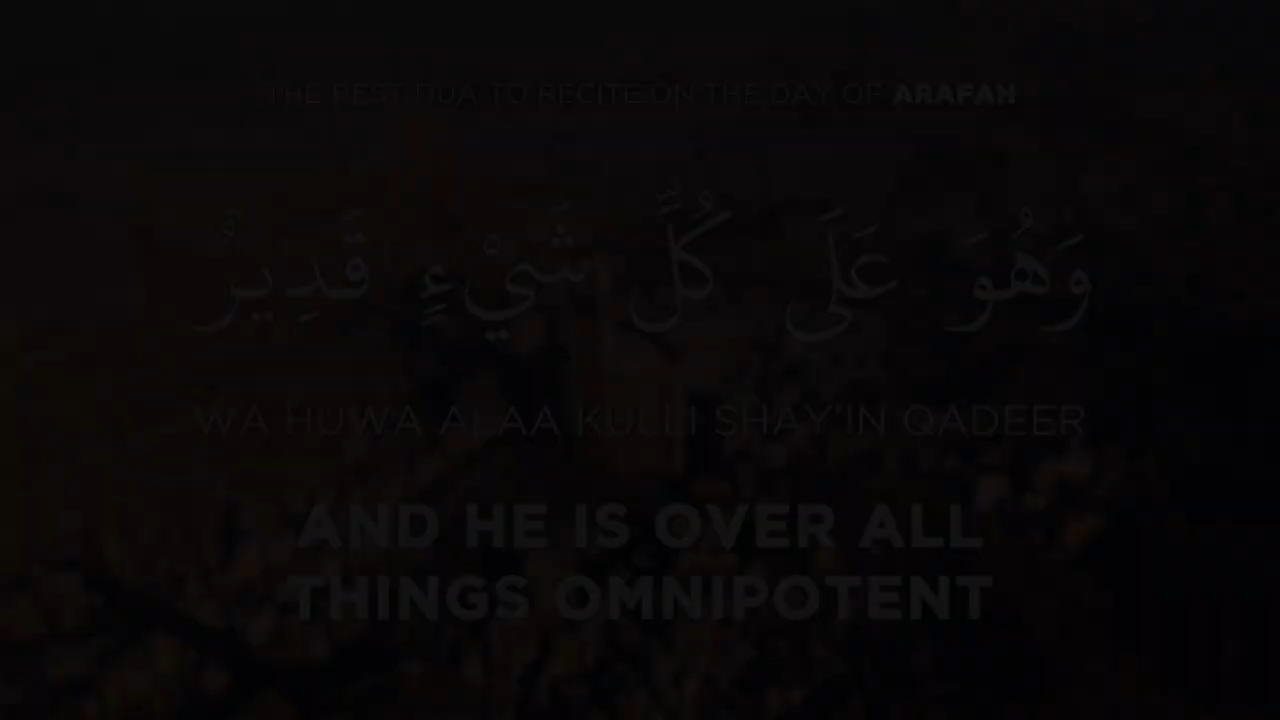 THE BEST DUA TO RECITE ON THE DAY OF ARAFAH
وَهُوَ عَلَى كُلِّ شَيْءٍ قَدِيرٌ
WA HUWA ALAA KULLI SHAY'IN QADEER
AND HE IS OVER ALL
THINGS OMNIPOTENT